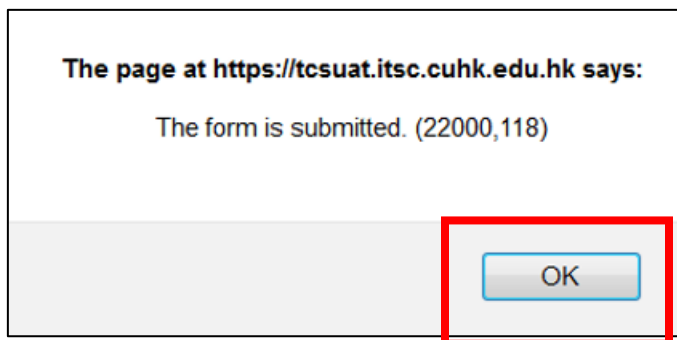 The page at https://tcsuat.itsc.cuhk.edu.hk says:
The form is submitted. (22000,118)
OK